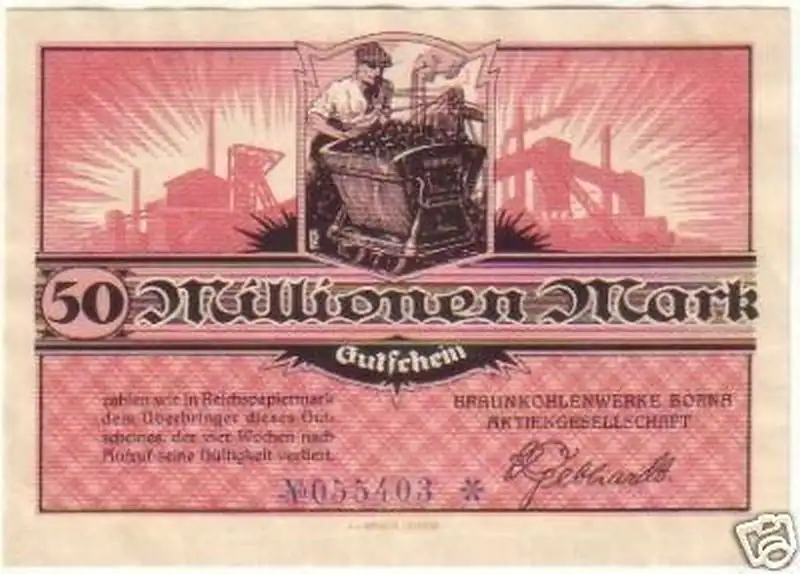 50 Millionen Mark
Gutschein
zahlen wir in Reichspapiermark
dem Überbringer dieses Gut-
scheines, der vier Wochen nach
Aufruf seine Gültigkeit verliert.
BRAUNKOHLENWERKE BORNA
AKTIENGESELLSCHAFT
Gebhardt
№055403 *